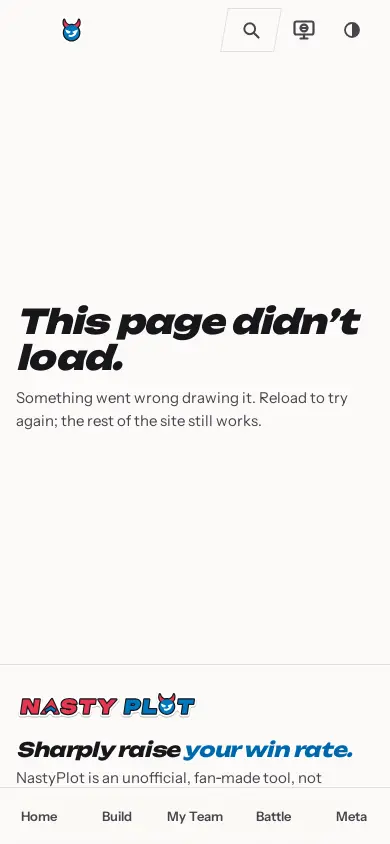 This page didn’t
load.
Something went wrong drawing it. Reload to try
again; the rest of the site still works.
NASTY PLOT
Sharply raise your win rate.
NastyPlot is an unofficial, fan-made tool, not
Home Build My Team Battle Meta